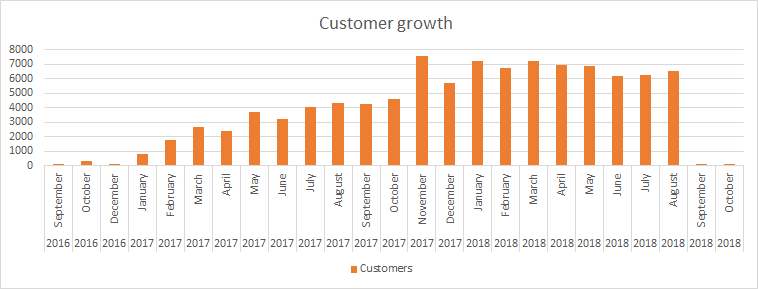 Customer growth
8000
7000
6000
5000
4000
3000
2000
1000
0
September October December January February March April May June July August September October November December January February March April May June July August September October
2016 2016 2016 2017 2017 2017 2017 2017 2017 2017 2017 2017 2017 2017 2017 2018 2018 2018 2018 2018 2018 2018 2018 2018 2018
Customers